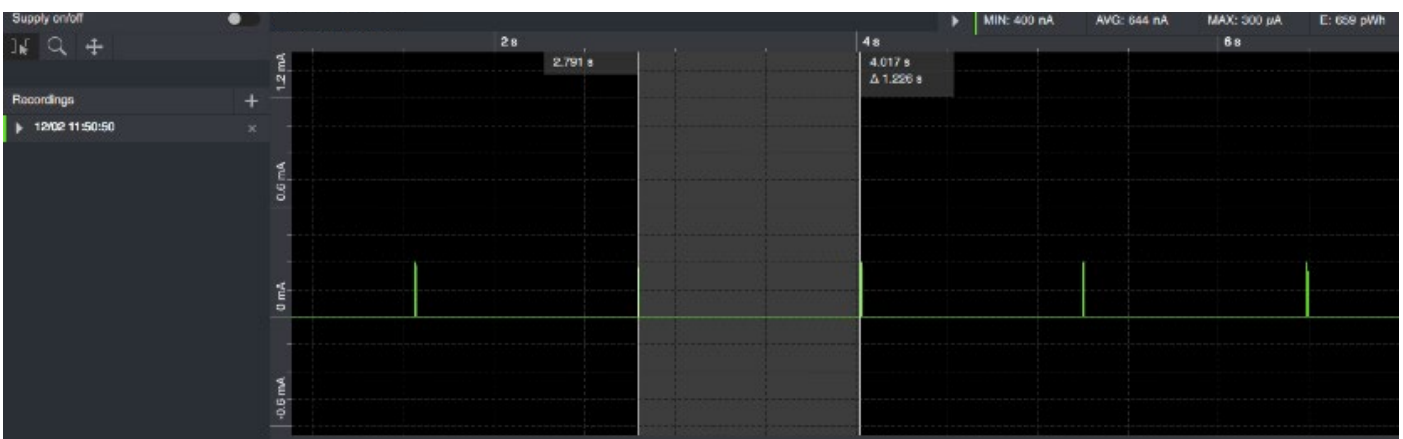 Supply on/off
MIN: 400 nA AVG: 644 nA MAX: 300 µA E: 659 pWh
2 s 4 s 6 s
2.791 s 4.017 s
Δ 1.226 s
1.2 mA
Recordings +
12/02 11:50:50 ×
0.6 mA
0 mA
-0.6 mA